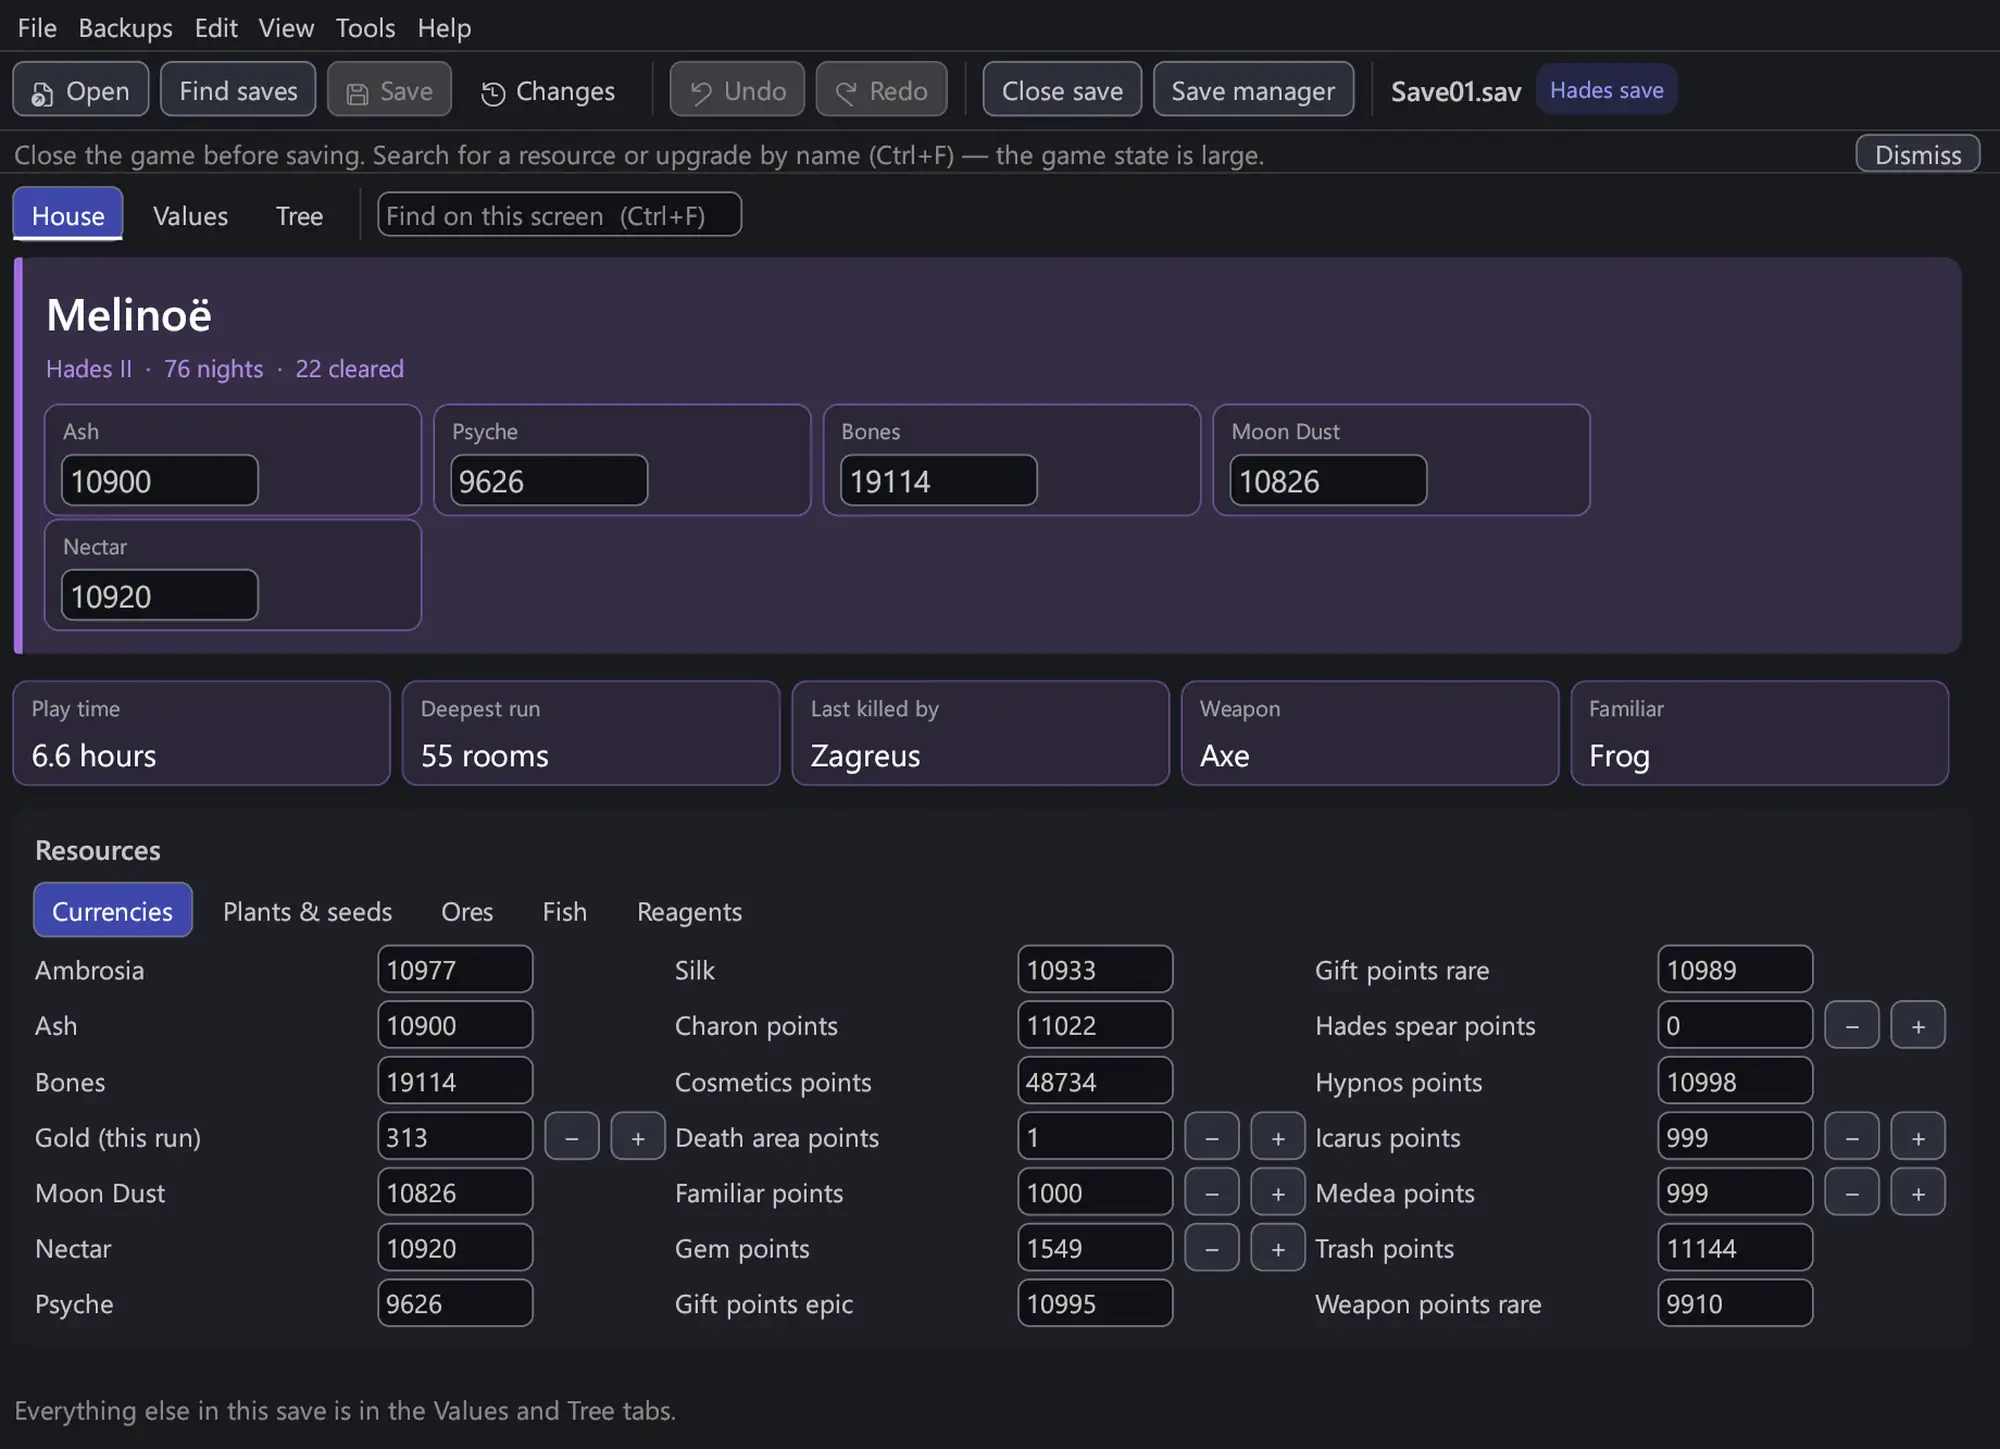 File Backups Edit View Tools Help
Open Find saves Save Changes Undo Redo Close save Save manager Save01.sav Hades save
Close the game before saving. Search for a resource or upgrade by name (Ctrl+F) — the game state is large. Dismiss
House Values Tree Find on this screen (Ctrl+F)
Melinoë
Hades II · 76 nights · 22 cleared
Ash Psyche Bones Moon Dust
10900 9626 19114 10826
Nectar
10920
Play time Deepest run Last killed by Weapon Familiar
6.6 hours 55 rooms Zagreus Axe Frog
Resources
Currencies Plants & seeds Ores Fish Reagents
Ambrosia 10977 Silk 10933 Gift points rare 10989
Ash 10900 Charon points 11022 Hades spear points 0 − +
Bones 19114 Cosmetics points 48734 Hypnos points 10998
Gold (this run) 313 − + Death area points 1 − + Icarus points 999 − +
Moon Dust 10826 Familiar points 1000 − + Medea points 999 − +
Nectar 10920 Gem points 1549 − + Trash points 11144
Psyche 9626 Gift points epic 10995 Weapon points rare 9910
Everything else in this save is in the Values and Tree tabs.